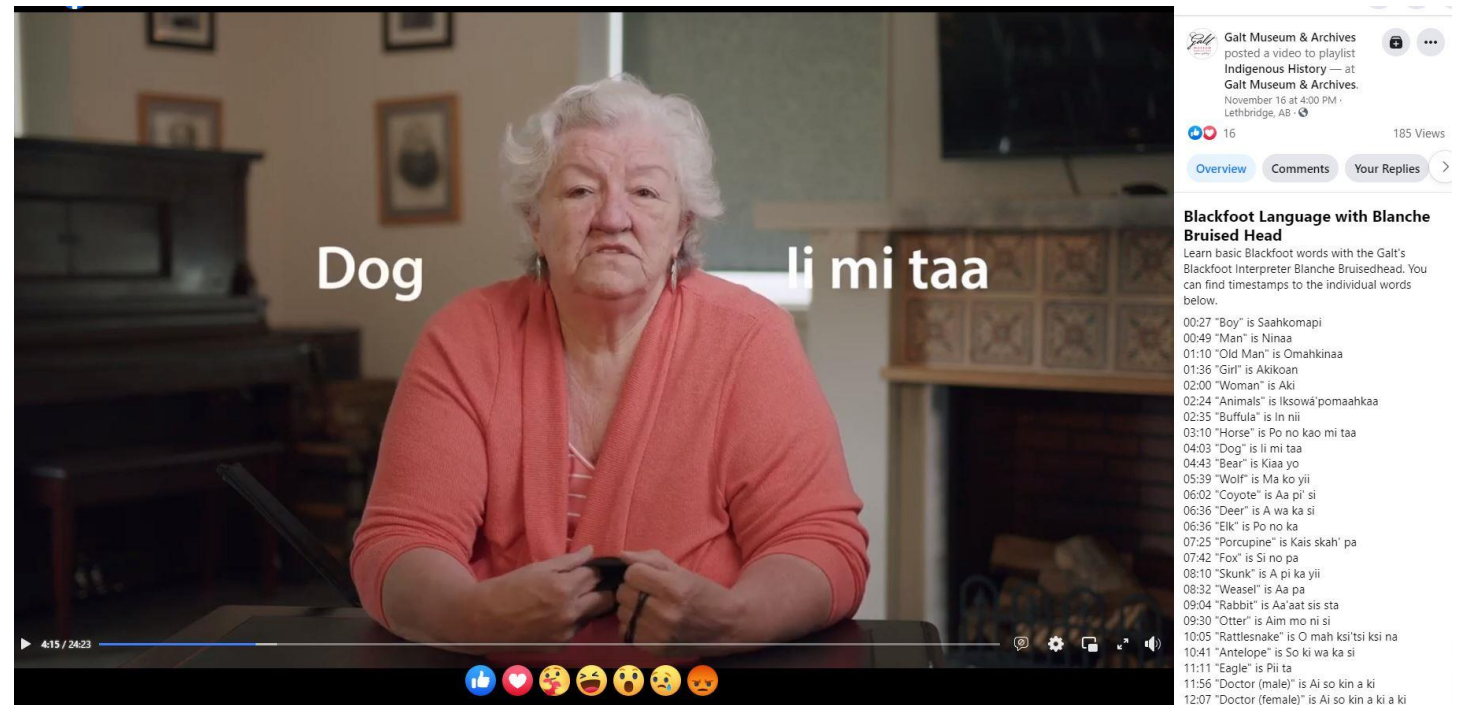 Dog
Ii mi taa
4:15 / 24:23
Galt Museum & Archives
posted a video to playlist
Indigenous History — at
Galt Museum & Archives.
November 16 at 4:00 PM ·
Lethbridge, AB ·
16
185 Views
Overview
Comments
Your Replies
Blackfoot Language with Blanche
Bruised Head
Learn basic Blackfoot words with the Galt's
Blackfoot Interpreter Blanche Bruisedhead. You
can find timestamps to the individual words
below.
00:27 "Boy" is Saahkomapi
00:49 "Man" is Ninaa
01:10 "Old Man" is Omahkinaa
01:36 "Girl" is Akikoan
02:00 "Woman" is Aki
02:24 "Animals" is Iksowá'pomaahkaa
02:35 "Buffula" is In nii
03:10 "Horse" is Po no kao mi taa
04:03 "Dog" is Ii mi taa
04:43 "Bear" is Kiaa yo
05:39 "Wolf" is Ma ko yii
06:02 "Coyote" is Aa pi' si
06:36 "Deer" is A wa ka si
06:36 "Elk" is Po no ka
07:25 "Porcupine" is Kais skah' pa
07:42 "Fox" is Si no pa
08:10 "Skunk" is A pi ka yii
08:32 "Weasel" is Aa pa
09:04 "Rabbit" is Aa'aat sis sta
09:30 "Otter" is Aim mo ni si
10:05 "Rattlesnake" is O mah ksi'tsi ksi na
10:41 "Antelope" is So ki wa ka si
11:11 "Eagle" is Pii ta
11:56 "Doctor (male)" is Ai so kin a ki
12:07 "Doctor (female)" is Ai so kin a ki a ki